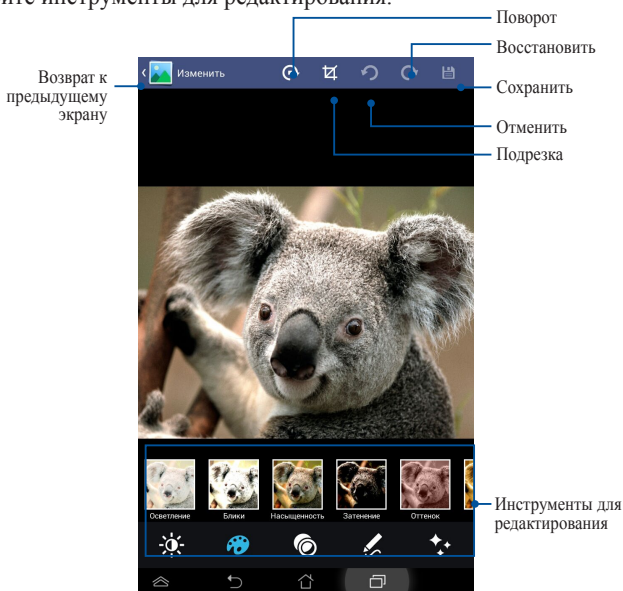 ите инструменты для редактирования.
Поворот
Восстановить
Возврат к
предыдущему
экрану
Изменить
Сохранить
Отменить
Подрезка
Осветление
Блики
Насыщенность
Затенение
Оттенок
Инструменты для
редактирования